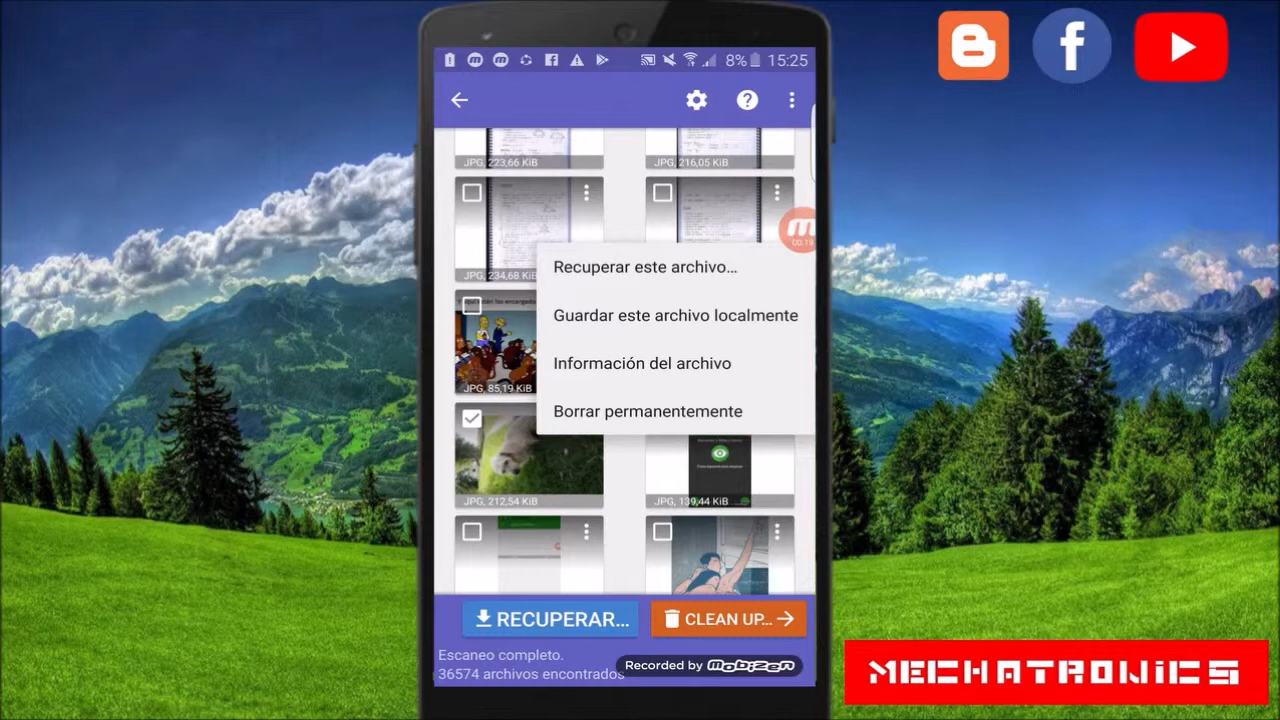 8% 15:25
JPG, 223,66 KiB
JPG, 216,05 KiB
00:19
JPG, 234,68 KiB
Recuperar este archivo...
Guardar este archivo localmente
Información del archivo
Borrar permanentemente
JPG, 85,19 KiB
JPG, 212,54 KiB
JPG, 139,44 KiB
RECUPERAR...
CLEAN UP...
Escaneo completo.
36574 archivos encontrados
Recorded by mobizen
MECHATRONICS